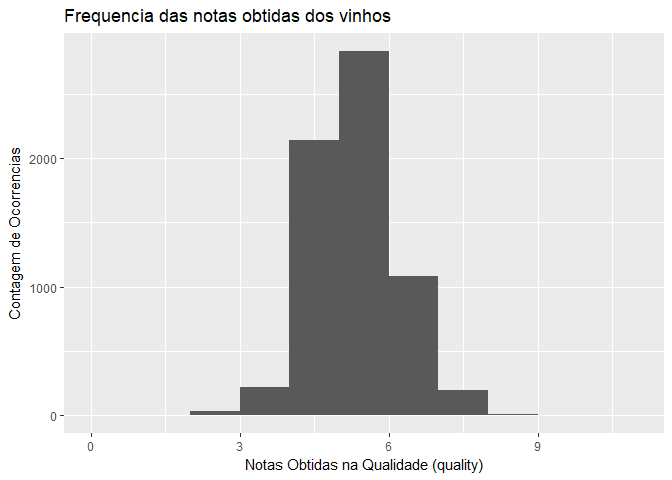 Frequencia das notas obtidas dos vinhos
Contagem de Ocorrencias
2000
1000
0
0 3 6 9
Notas Obtidas na Qualidade (quality)